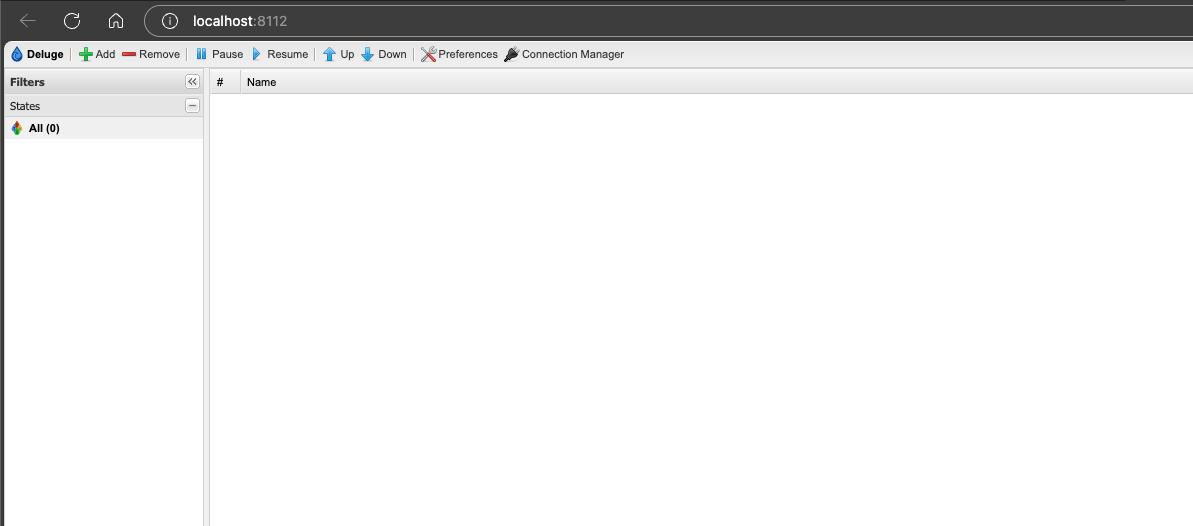 localhost:8112
Deluge Add Remove Pause Resume Up Down Preferences Connection Manager
Filters
# Name
States
All (0)